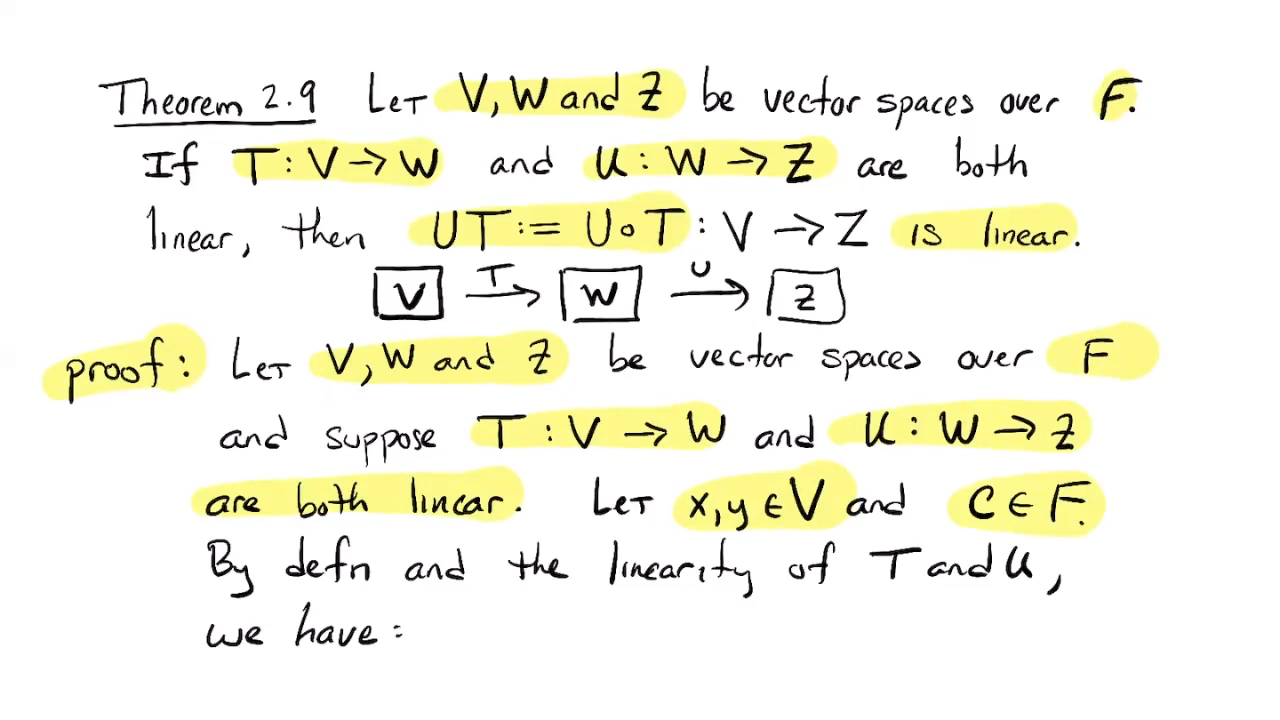 Theorem 2.9 Let V, W and Z be vector spaces over F.
If T : V → W and U : W → Z are both
linear, then UT := U∘T : V → Z is linear.
V T→ W U→ Z
proof: Let V, W and Z be vector spaces over F
and suppose T : V → W and U : W → Z
are both linear. Let x, y ∈ V and C ∈ F.
By defn and the linearity of T and U,
we have: